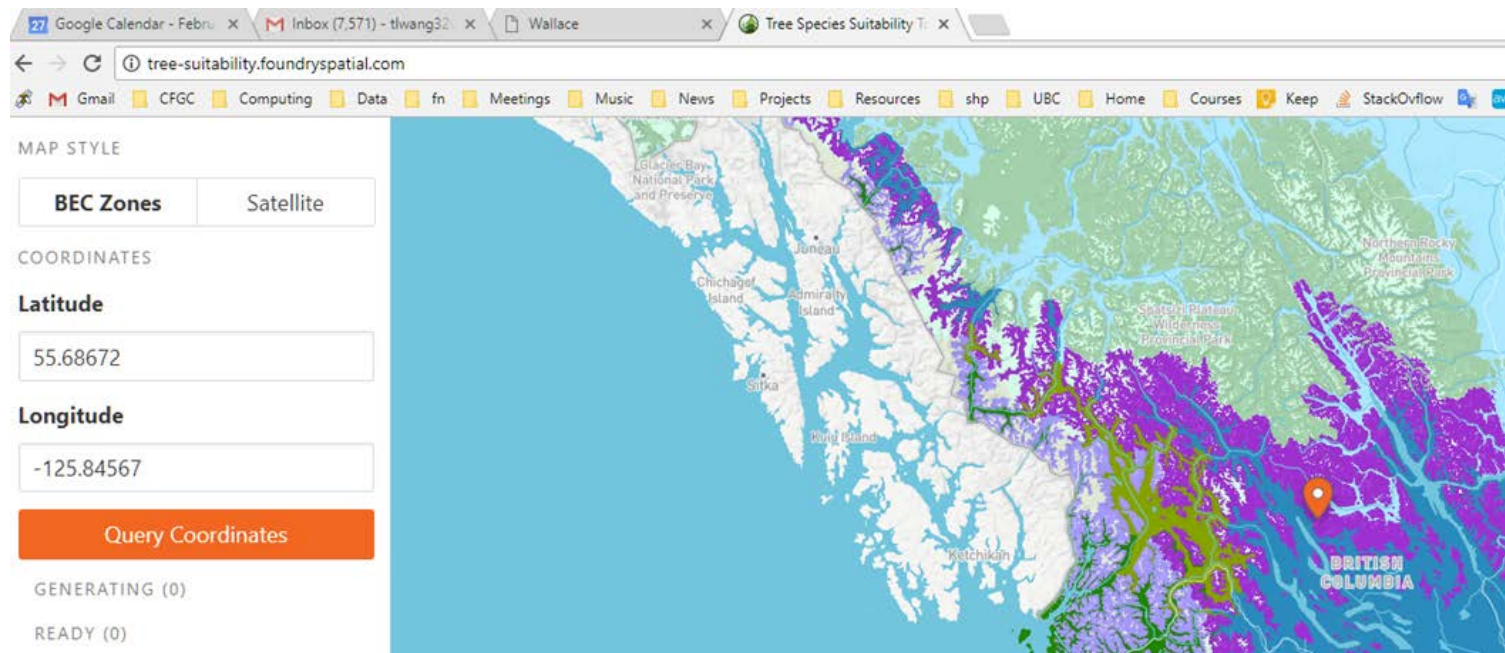 27 Google Calendar - Febru
Inbox (7,571) - tlwang32
Wallace
Tree Species Suitability T
tree-suitability.foundryspatial.com
Gmail CFGC Computing Data fn Meetings Music News Projects Resources shp UBC Home Courses Keep StackOvflow
MAP STYLE
BEC Zones Satellite
COORDINATES
Latitude
55.68672
Longitude
-125.84567
Query Coordinates
GENERATING (0)
READY (0)
Glacier Bay
National Park
and Preserve
Juneau
Chichagof
Island
Admiralty
Island
Sitka
Kuiu Island
Ketchikan
Northern Rocky
Mountains
Provincial Park
Spatsizi Plateau
Wilderness
Provincial Park
BRITISH
COLUMBIA